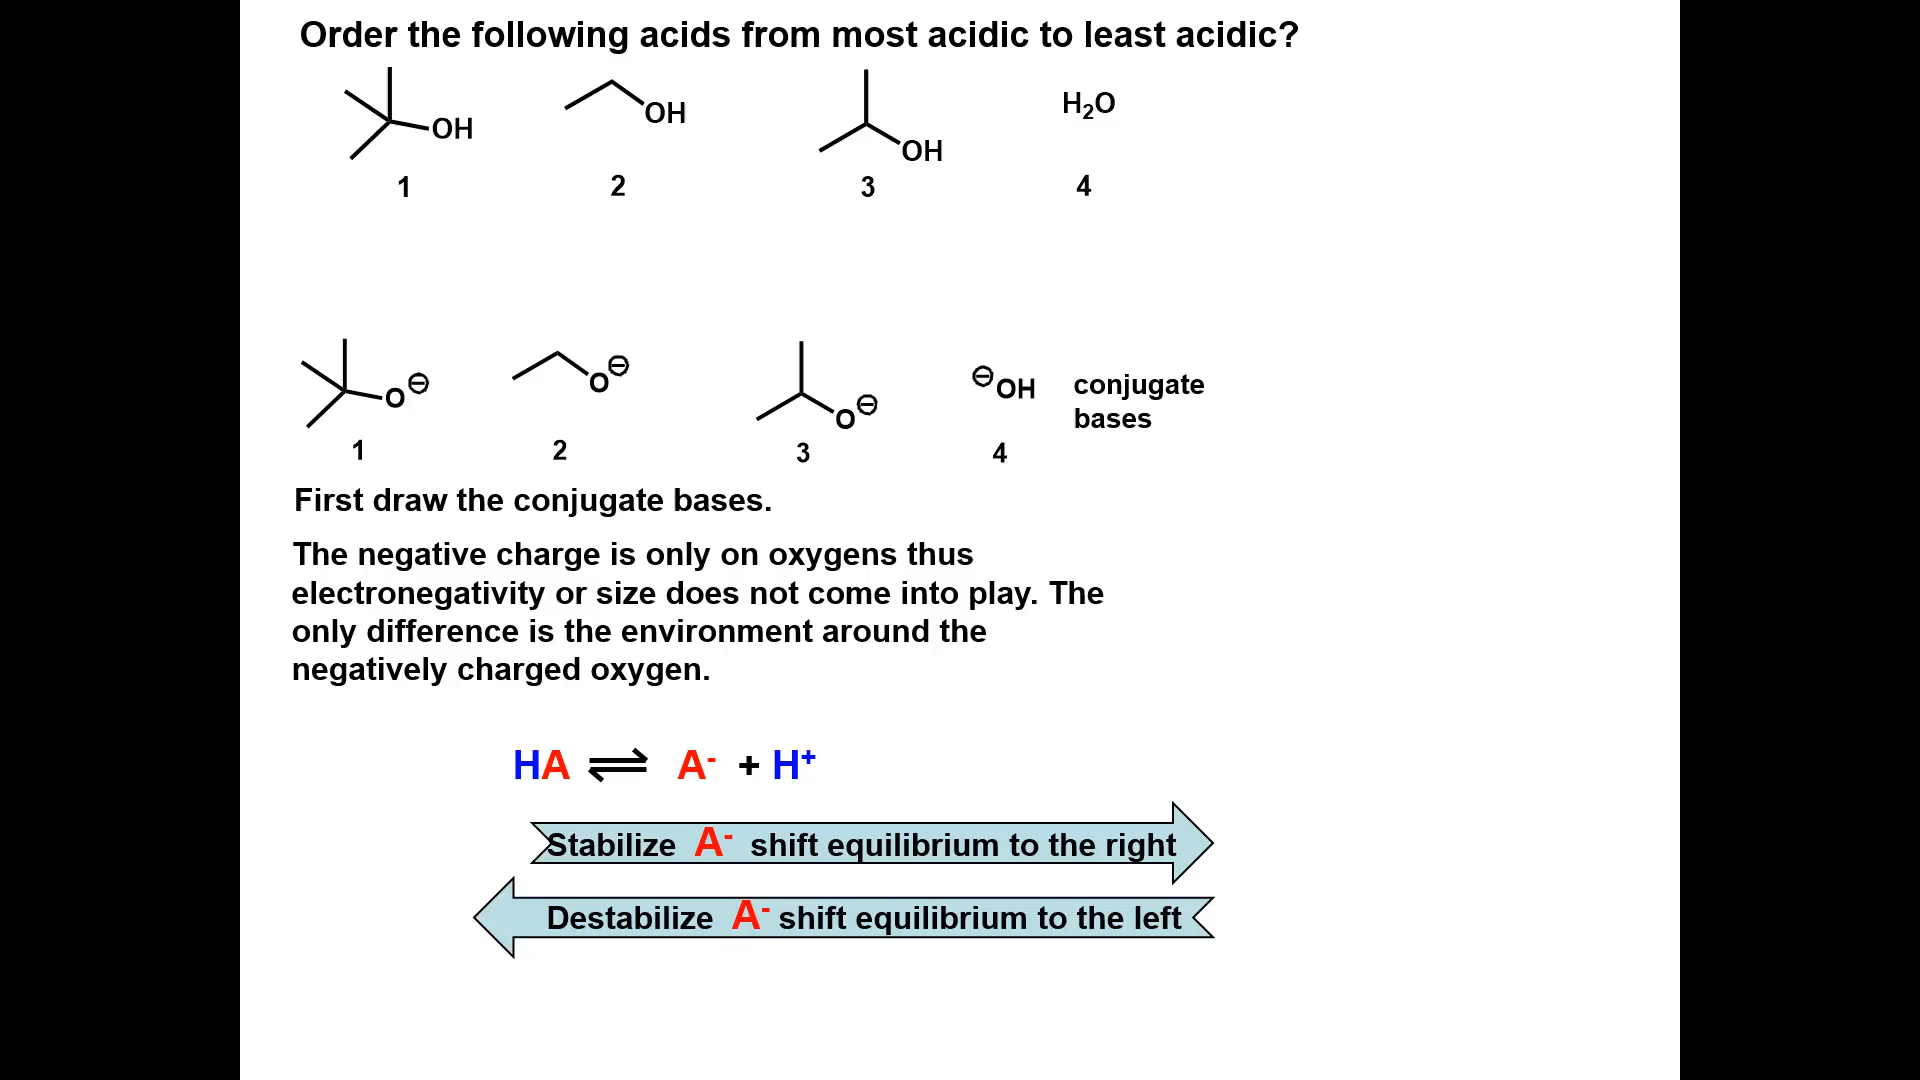 Order the following acids from most acidic to least acidic?
OH OH OH H₂O
1 2 3 4
O⊖ O⊖ O⊖ ⊖OH conjugate
bases
1 2 3 4
First draw the conjugate bases.
The negative charge is only on oxygens thus
electronegativity or size does not come into play. The
only difference is the environment around the
negatively charged oxygen.
HA ⇌ A⁻ + H⁺
Stabilize A⁻ shift equilibrium to the right
Destabilize A⁻ shift equilibrium to the left